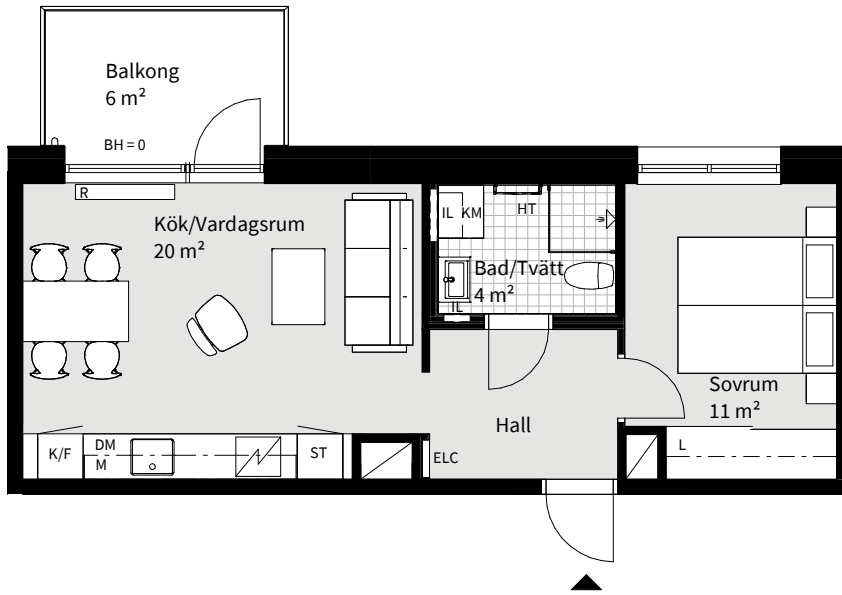 Balkong
6 m²
BH = 0
R
Kök/Vardagsrum
20 m²
IL KM
HT
Bad/Tvätt
4 m²
IL
Sovrum
11 m²
Hall
K/F
DM
M
ST
ELC
L